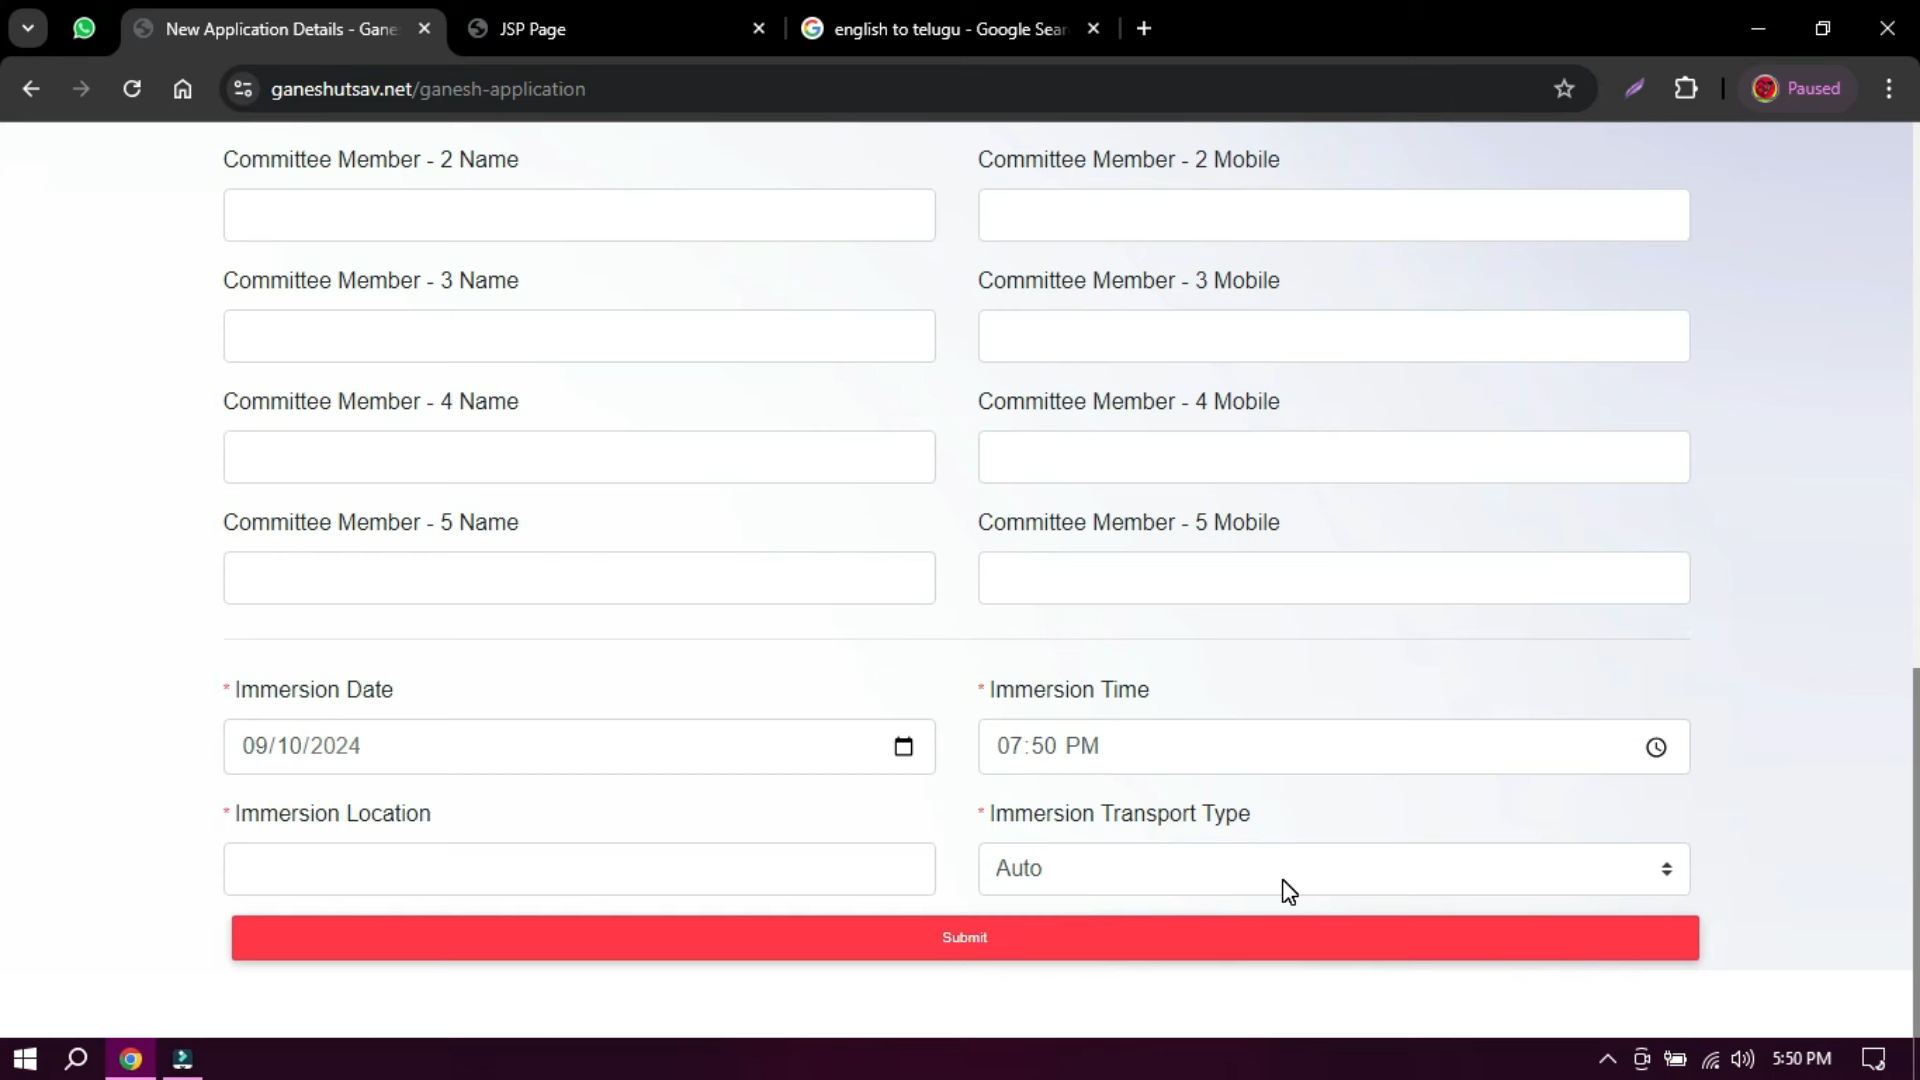 New Application Details - Gane
JSP Page
english to telugu - Google Sear
ganeshutsav.net/ganesh-application
Paused
Committee Member - 2 Name
Committee Member - 2 Mobile
Committee Member - 3 Name
Committee Member - 3 Mobile
Committee Member - 4 Name
Committee Member - 4 Mobile
Committee Member - 5 Name
Committee Member - 5 Mobile
* Immersion Date
* Immersion Time
09/10/2024
07:50 PM
* Immersion Location
* Immersion Transport Type
Auto
Submit
5:50 PM